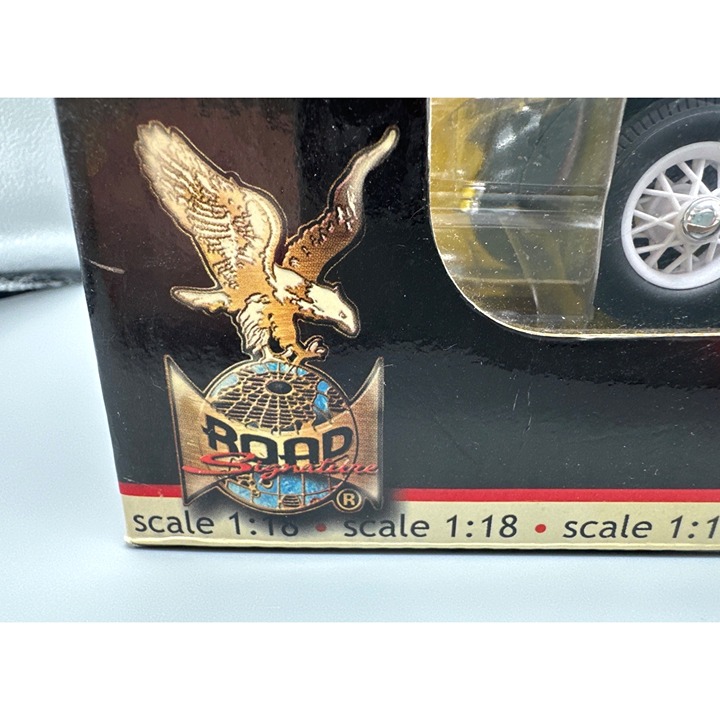 ROAD
Signature
®
scale 1:18 • scale 1:18 • scale 1:1